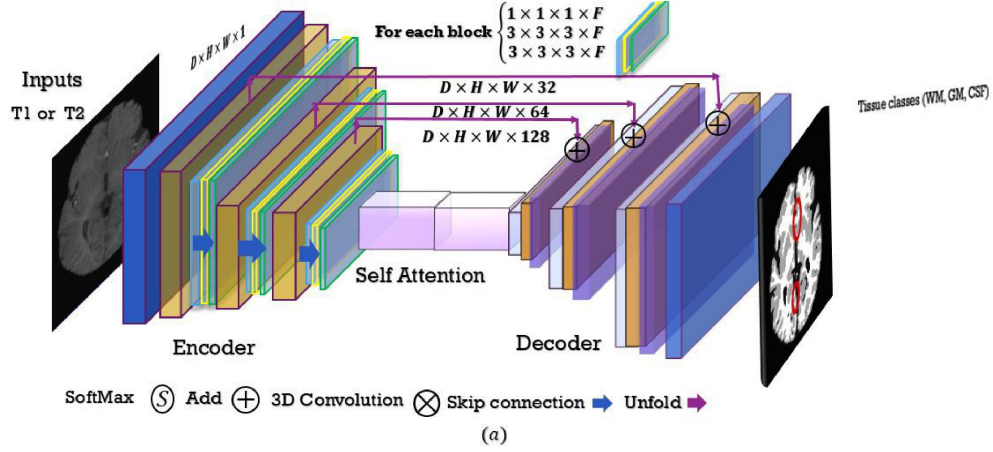 For each block { 1 × 1 × 1 × F
3 × 3 × 3 × F
3 × 3 × 3 × F
D × H × W × 1
Inputs
T1 or T2
D × H × W × 32
D × H × W × 64
D × H × W × 128
Tissue classes (WM, GM, CSF)
Self Attention
Encoder
Decoder
SoftMax Ⓢ Add ⊕ 3D Convolution ⊗ Skip connection Unfold
(a)